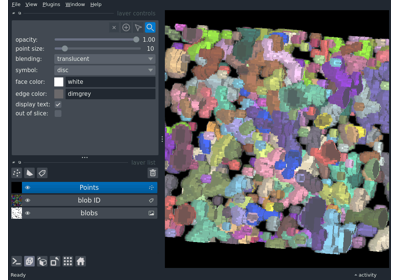 File View Plugins Window Help
layer controls
opacity: 1.00
point size: 10
blending: translucent
symbol: disc
face color: white
edge color: dimgrey
display text:
out of slice:
layer list
Points
blob ID
blobs
Ready
activity